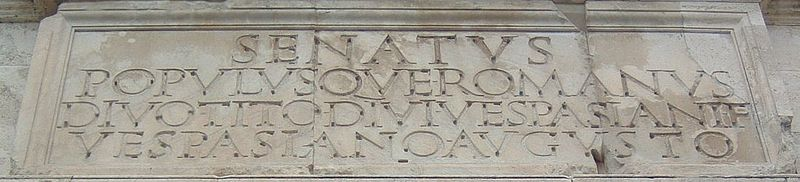 SENATVS
POPVLVSQVEROMANVS
DIVOTITODIVIVESPASIANIF
VESPASIANOAVGVSTO